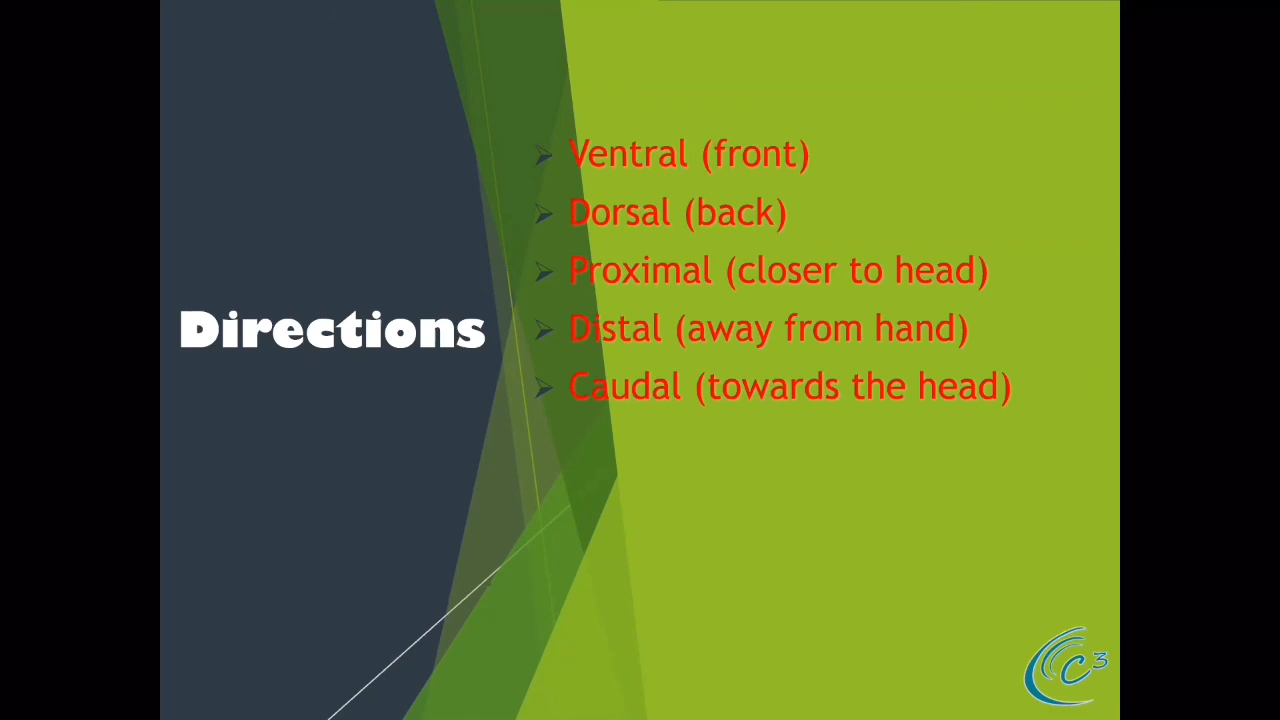 Directions
Ventral (front)
Dorsal (back)
Proximal (closer to head)
Distal (away from hand)
Caudal (towards the head)
C3